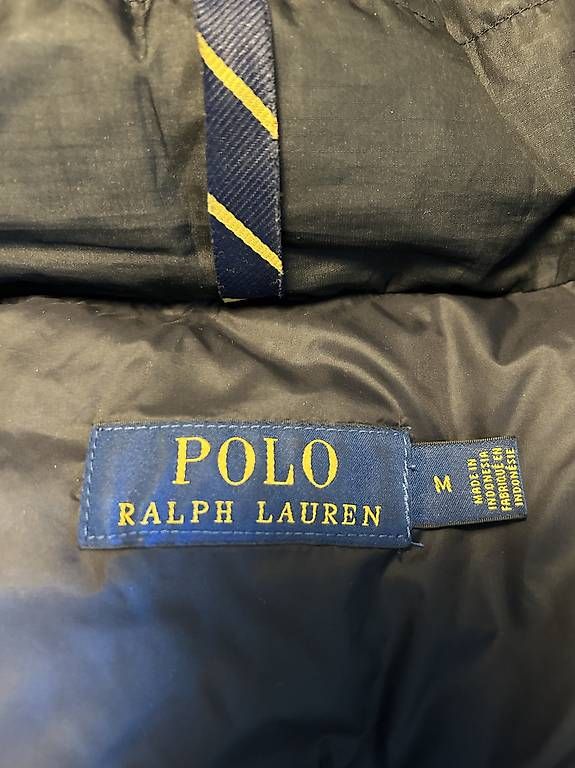 POLO
RALPH LAUREN
M
MADE IN
INDONESIA
FABRIQUÉ EN
INDONÉSIE